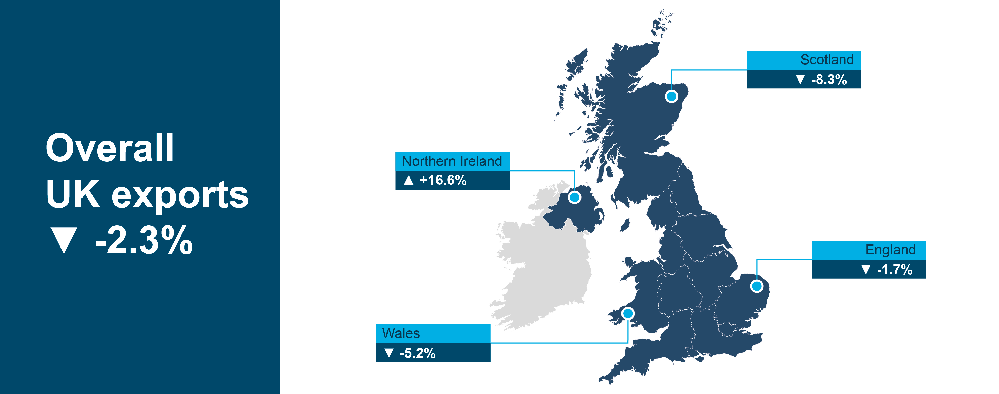 Overall
UK exports
▼ -2.3%
Scotland
▼ -8.3%
Northern Ireland
▲ +16.6%
England
▼ -1.7%
Wales
▼ -5.2%